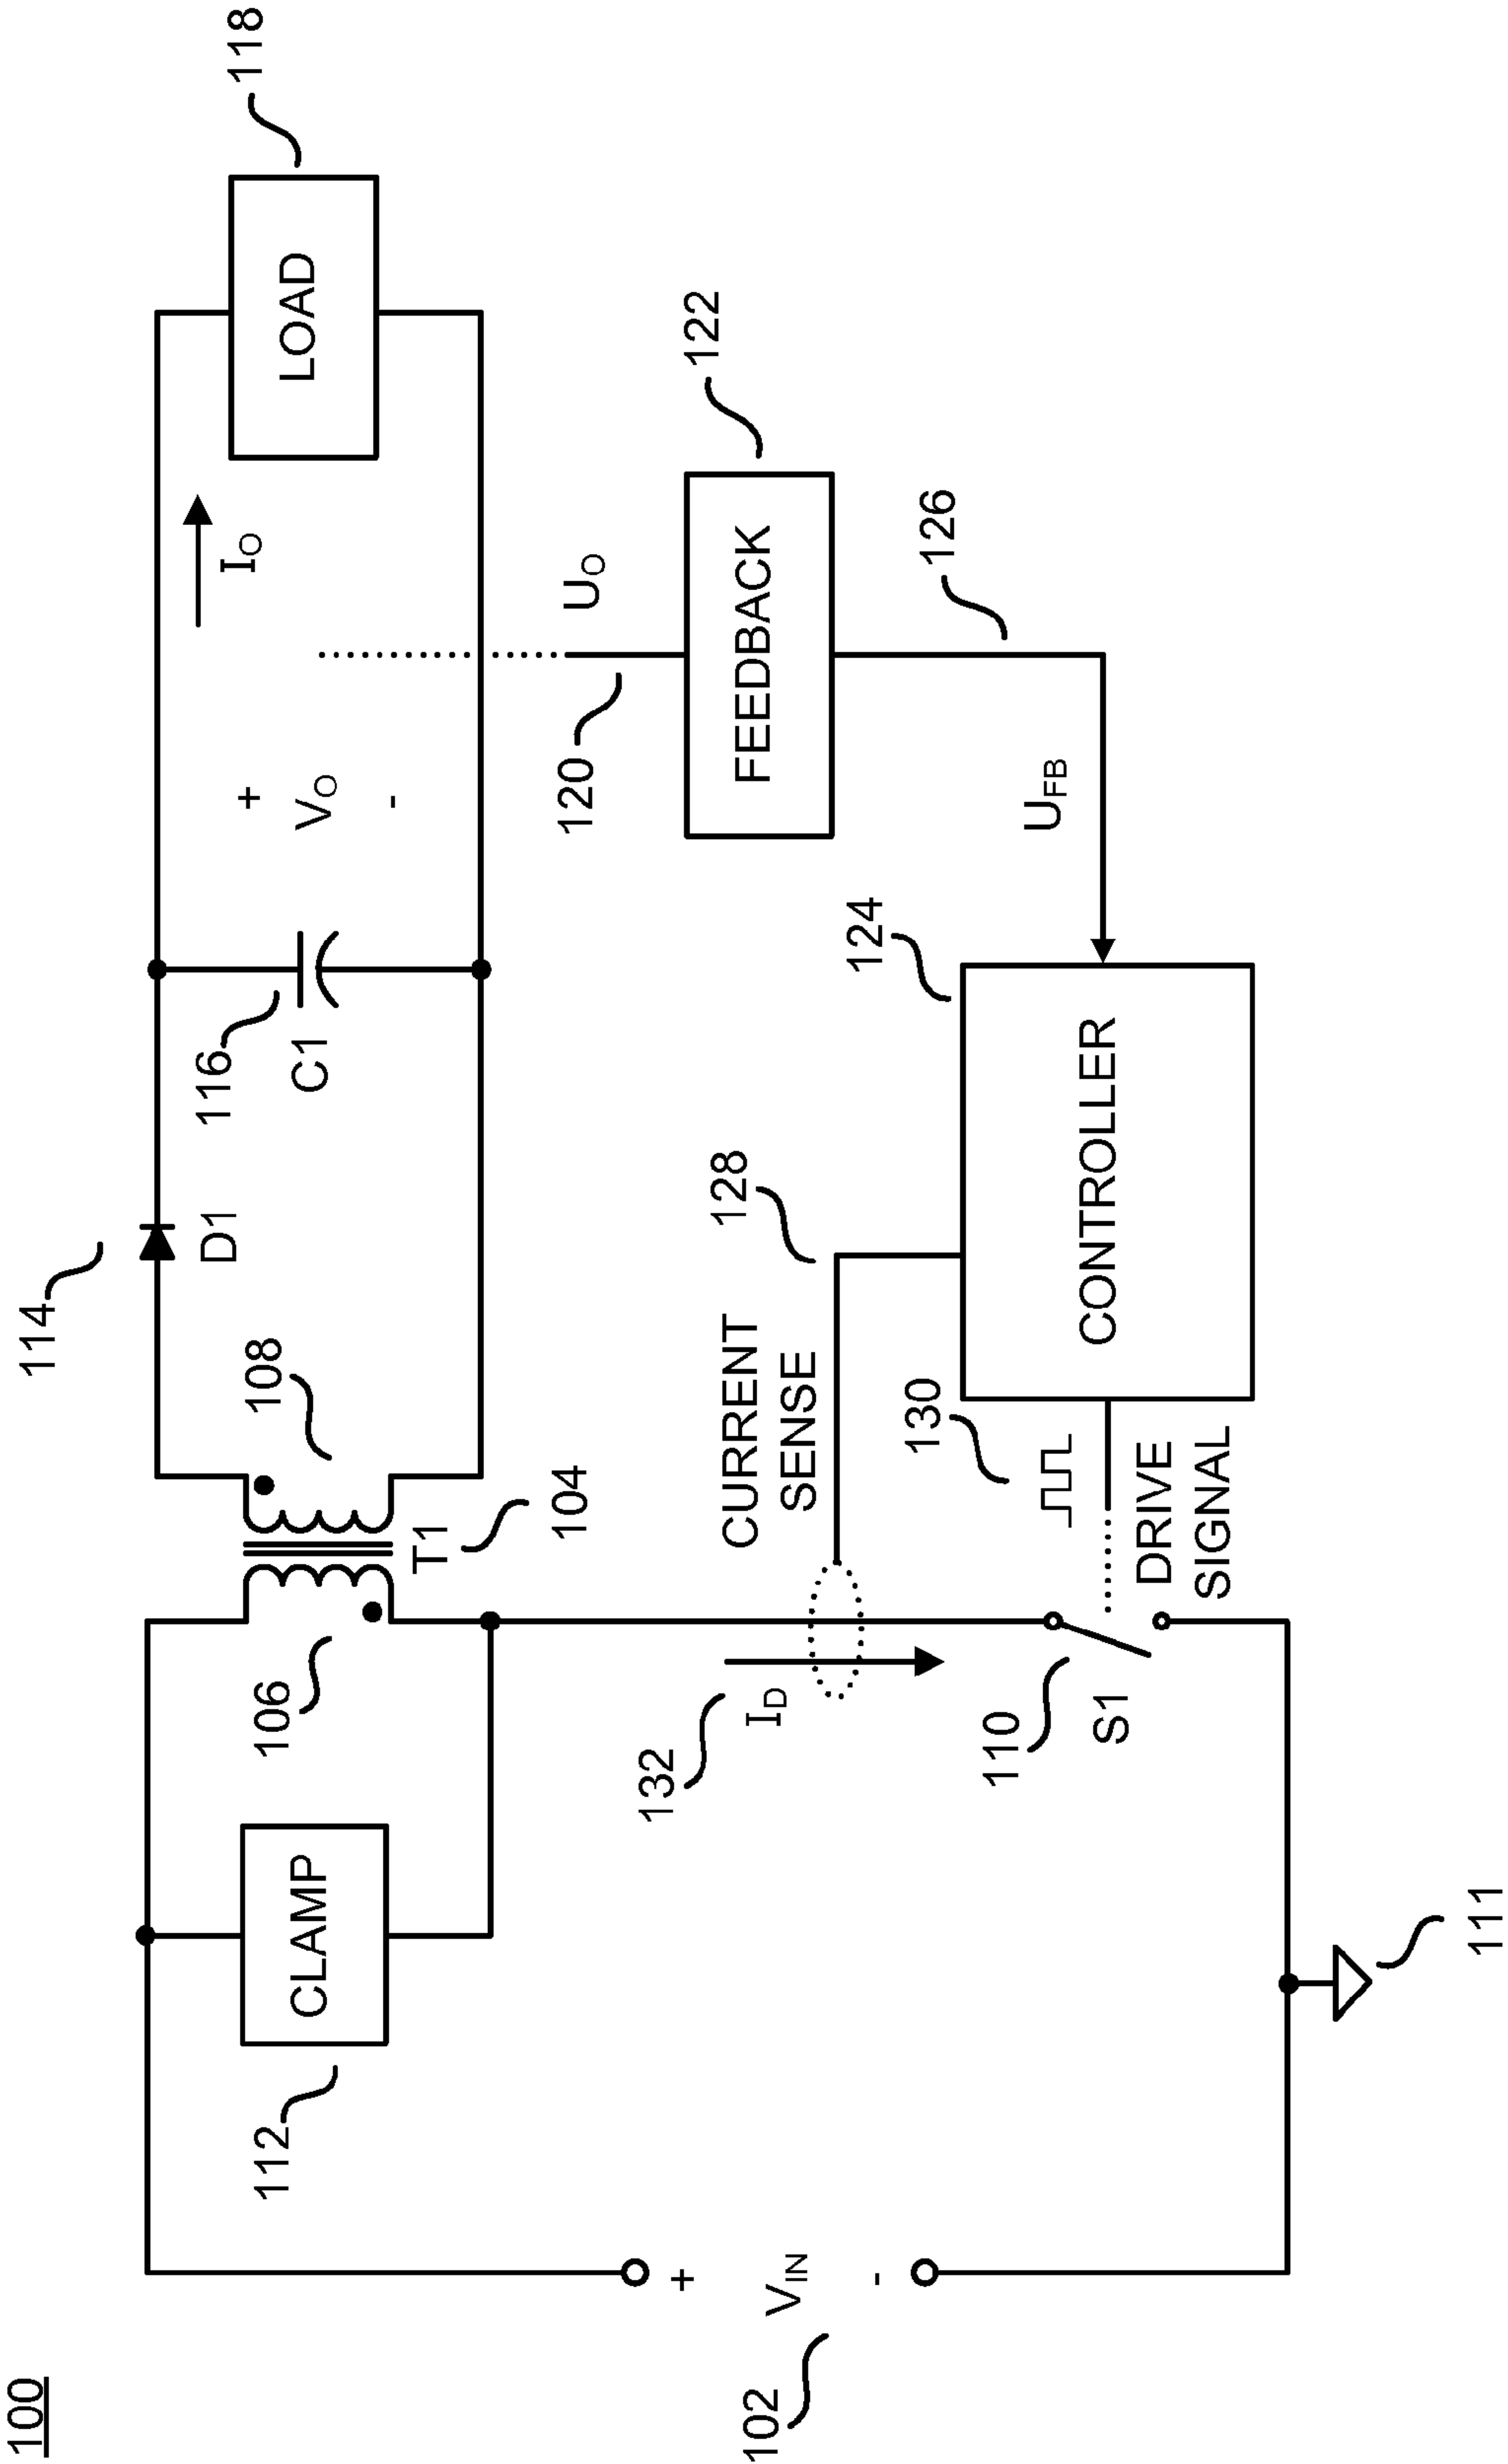 100
114
118
108
D1
116
C1
+
VO
-
IO
LOAD
112
CLAMP
106
T1
104
120
UO
122
FEEDBACK
126
UFB
102
+
VIN
-
132
ID
CURRENT
SENSE
128
124
CONTROLLER
130
DRIVE
SIGNAL
110
S1
111